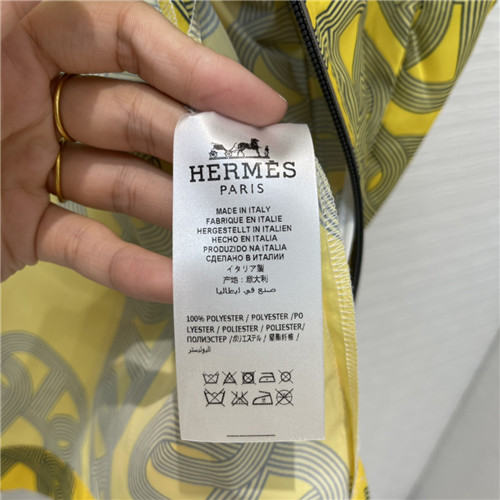 HERMÈS
PARIS
MADE IN ITALY
FABRIQUE EN ITALIE
HERGESTELLT IN ITALIEN
HECHO EN ITALIA
PRODUZIDO NA ITALIA
СДЕЛАНО В ИТАЛИИ
イタリア製
产地：意大利
صنع في ايطاليا
100% POLYESTER / POLYESTER/PO
LYESTER / POLIESTER / POLIESTER/
ПОЛИЭСТЕР /ポリエステル / 聚酯纤维 /
البوليستر